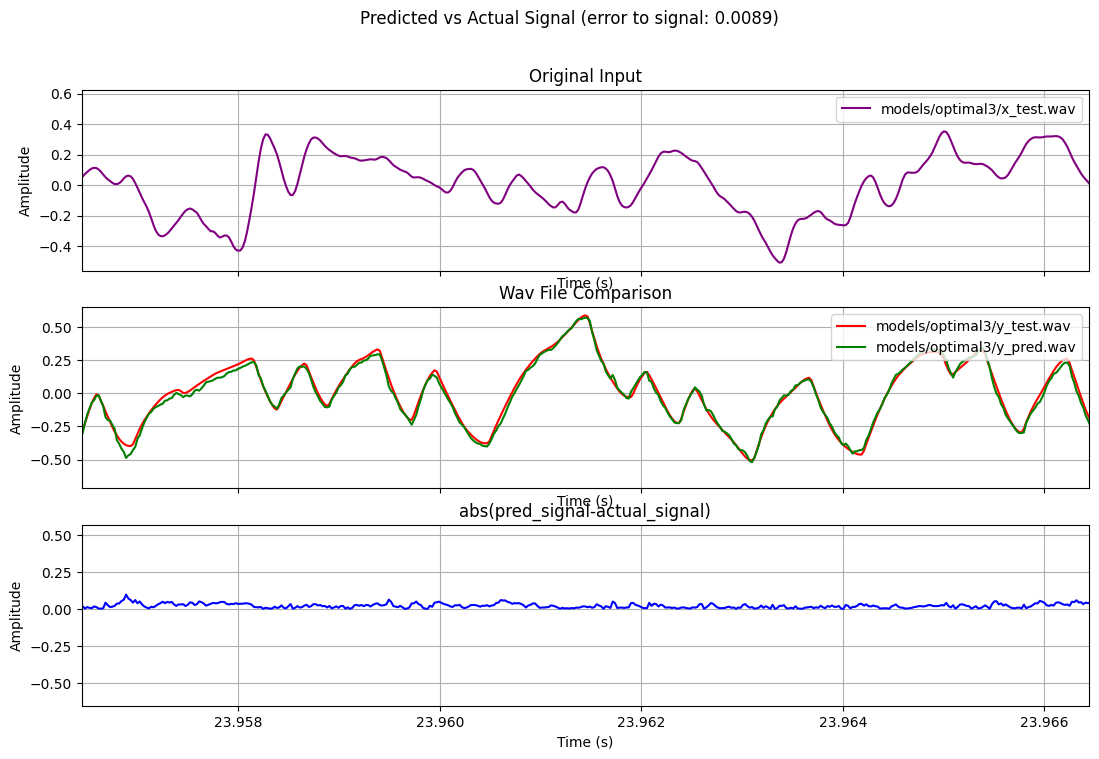 Predicted vs Actual Signal (error to signal: 0.0089)
Original Input
models/optimal3/x_test.wav
Amplitude
0.6
0.4
0.2
0.0
−0.2
−0.4
Time (s)
Wav File Comparison
models/optimal3/y_test.wav
models/optimal3/y_pred.wav
Amplitude
0.50
0.25
0.00
−0.25
−0.50
Time (s)
abs(pred_signal-actual_signal)
Amplitude
0.50
0.25
0.00
−0.25
−0.50
23.958 23.960 23.962 23.964 23.966
Time (s)